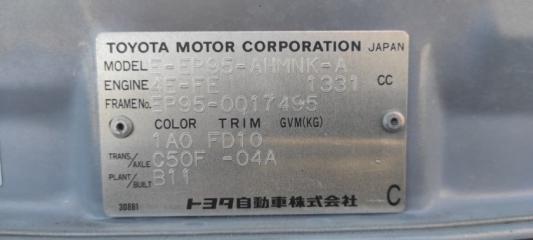 TOYOTA MOTOR CORPORATION JAPAN
MODEL E-EP95-AHMNK-A
ENGINE 4E-FE 1331 CC
FRAME No. EP95-0017495
COLOR TRIM GVM(KG)
1A0 FD10
TRANS./AXLE C50F -04A
PLANT/BUILT B11
30881 トヨタ自動車株式会社 C